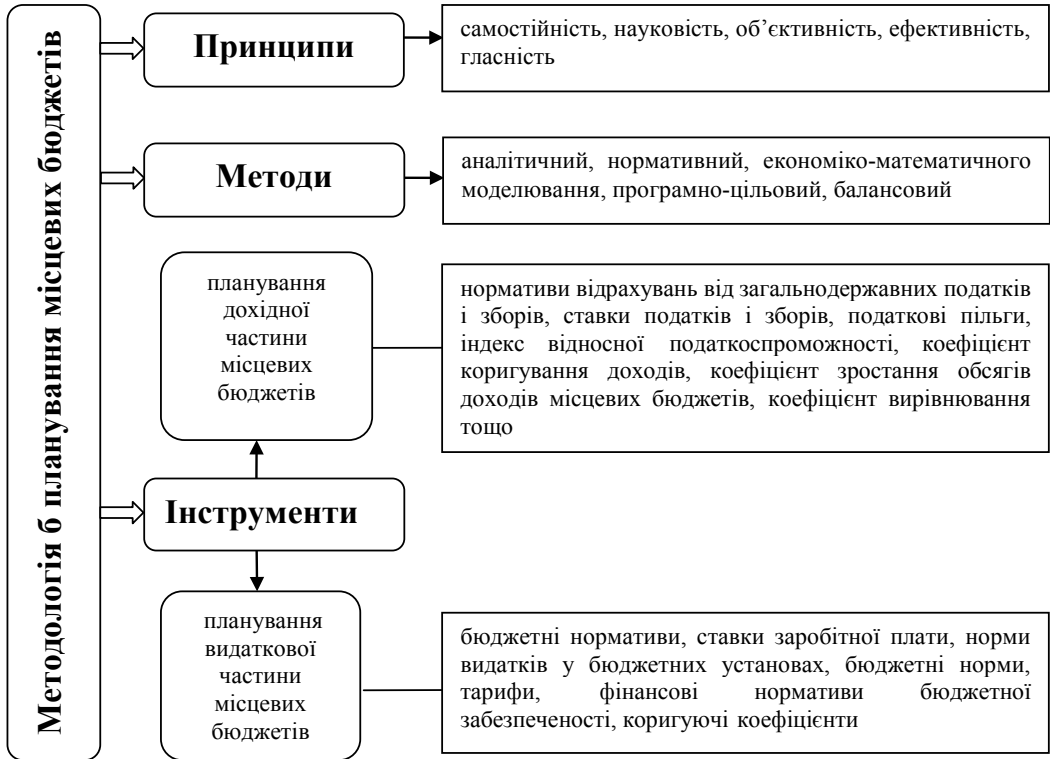 Методологія б планування місцевих бюджетів
Принципи
самостійність, науковість, об’єктивність, ефективність,
гласність
Методи
аналітичний, нормативний, економіко-математичного
моделювання, програмно-цільовий, балансовий
планування
дохідної
частини
місцевих
бюджетів
нормативи відрахувань від загальнодержавних податків
і зборів, ставки податків і зборів, податкові пільги,
індекс відносної податкоспроможності, коефіцієнт
коригування доходів, коефіцієнт зростання обсягів
доходів місцевих бюджетів, коефіцієнт вирівнювання
тощо
Інструменти
планування
видаткової
частини
місцевих
бюджетів
бюджетні нормативи, ставки заробітної плати, норми
видатків у бюджетних установах, бюджетні норми,
тарифи, фінансові нормативи бюджетної
забезпеченості, коригуючі коефіцієнти